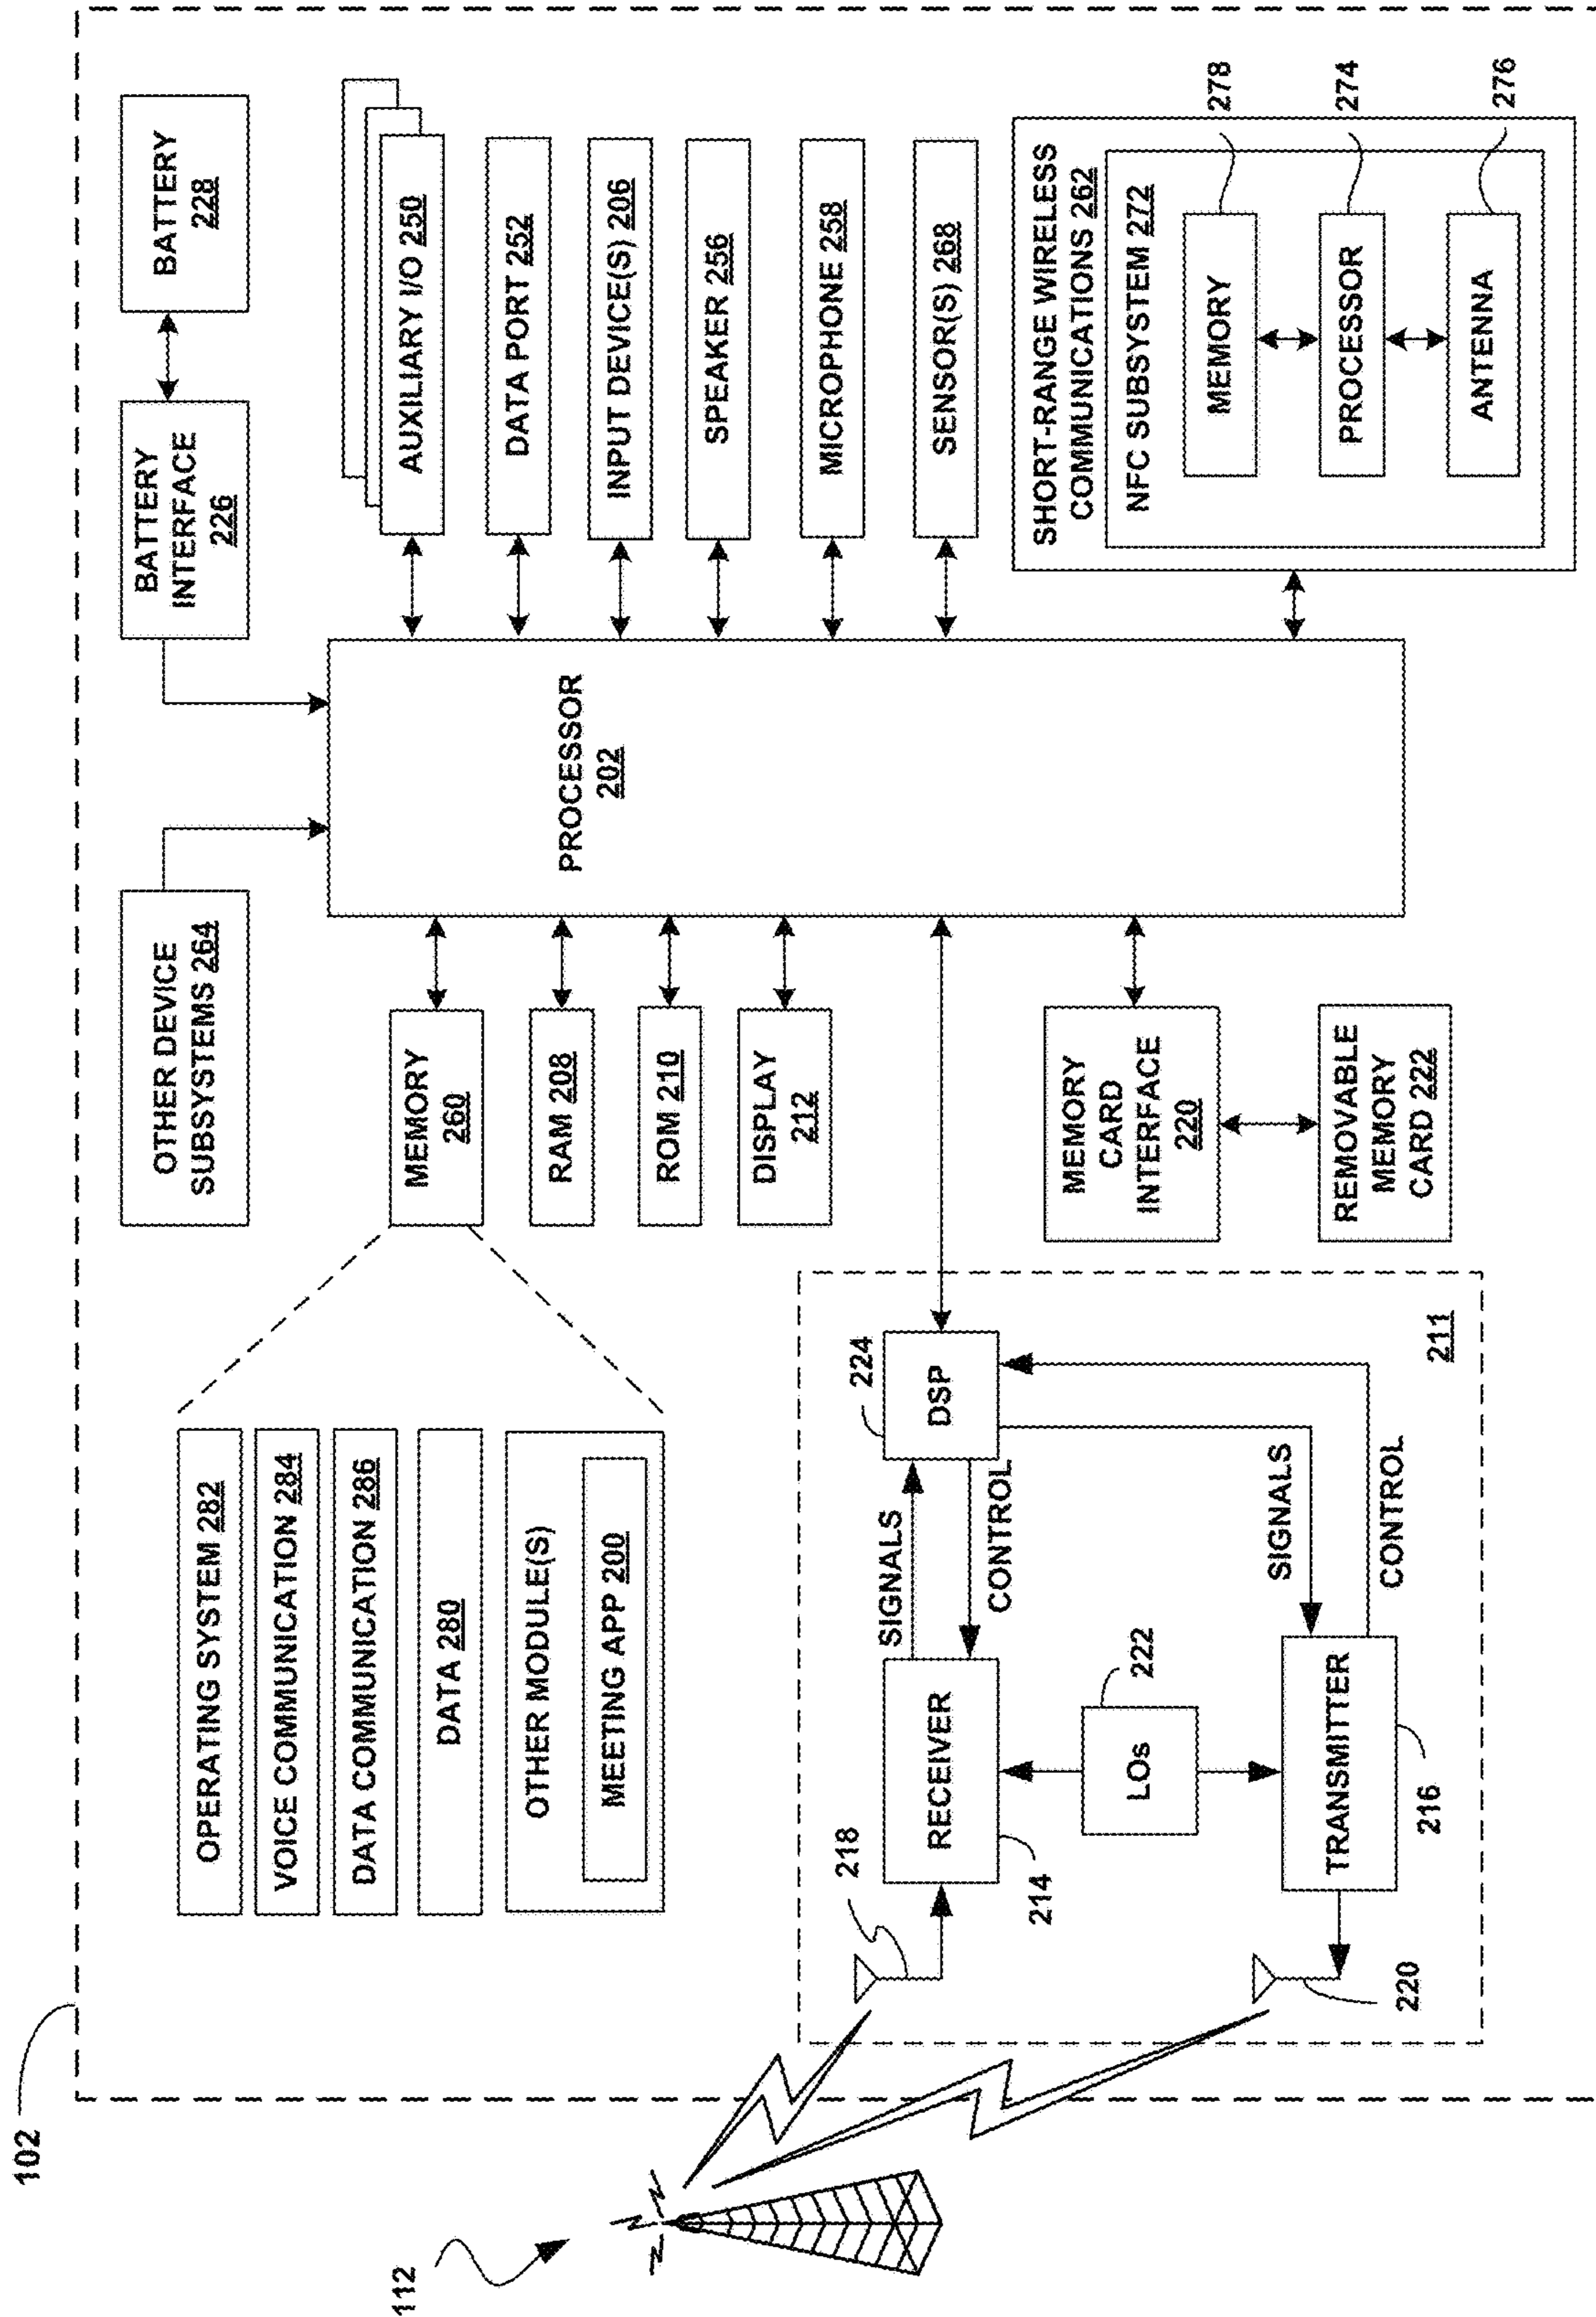 102
112
OTHER DEVICE
SUBSYSTEMS 264
BATTERY
INTERFACE
226
BATTERY
228
OPERATING SYSTEM 282
VOICE COMMUNICATION 284
DATA COMMUNICATION 286
DATA 280
OTHER MODULE(S)
MEETING APP 200
MEMORY
260
RAM 208
ROM 210
DISPLAY
212
PROCESSOR
202
AUXILIARY I/O 250
DATA PORT 252
INPUT DEVICE(S) 206
SPEAKER 256
MICROPHONE 258
SENSOR(S) 268
MEMORY
CARD
INTERFACE
220
REMOVABLE
MEMORY
CARD 222
SHORT-RANGE WIRELESS
COMMUNICATIONS 262
NFC SUBSYSTEM 272
MEMORY
278
PROCESSOR
274
ANTENNA
276
218
RECEIVER
214
SIGNALS
CONTROL
224
DSP
LOs
222
SIGNALS
CONTROL
TRANSMITTER
216
220
211